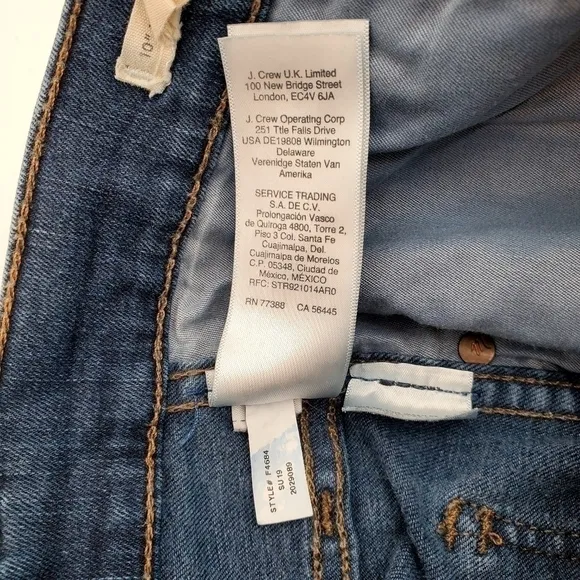 10"
J. Crew U.K. Limited
100 New Bridge Street
London, EC4V 6JA
J. Crew Operating Corp
251 Ttle Falls Drive
USA DE19808 Wilmington
Delaware
Verenidge Staten Van
Amerika
SERVICE TRADING
S.A. DE C.V.
Prolongación Vasco
de Quiroga 4800, Torre 2,
Piso 3 Col. Santa Fe
Cuajimalpa, Del.
Cuajimalpa de Morelos
C.P. 05348, Ciudad de
México, MÉXICO
RFC: STR921014AR0
RN 77388 CA 56445
STYLE# F4684
SU19
2029089